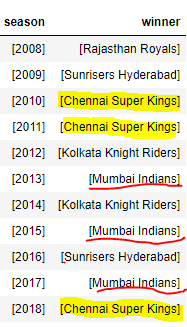 season winner
[2008] [Rajasthan Royals]
[2009] [Sunrisers Hyderabad]
[2010] [Chennai Super Kings]
[2011] [Chennai Super Kings]
[2012] [Kolkata Knight Riders]
[2013] [Mumbai Indians]
[2014] [Kolkata Knight Riders]
[2015] [Mumbai Indians]
[2016] [Sunrisers Hyderabad]
[2017] [Mumbai Indians]
[2018] [Chennai Super Kings]